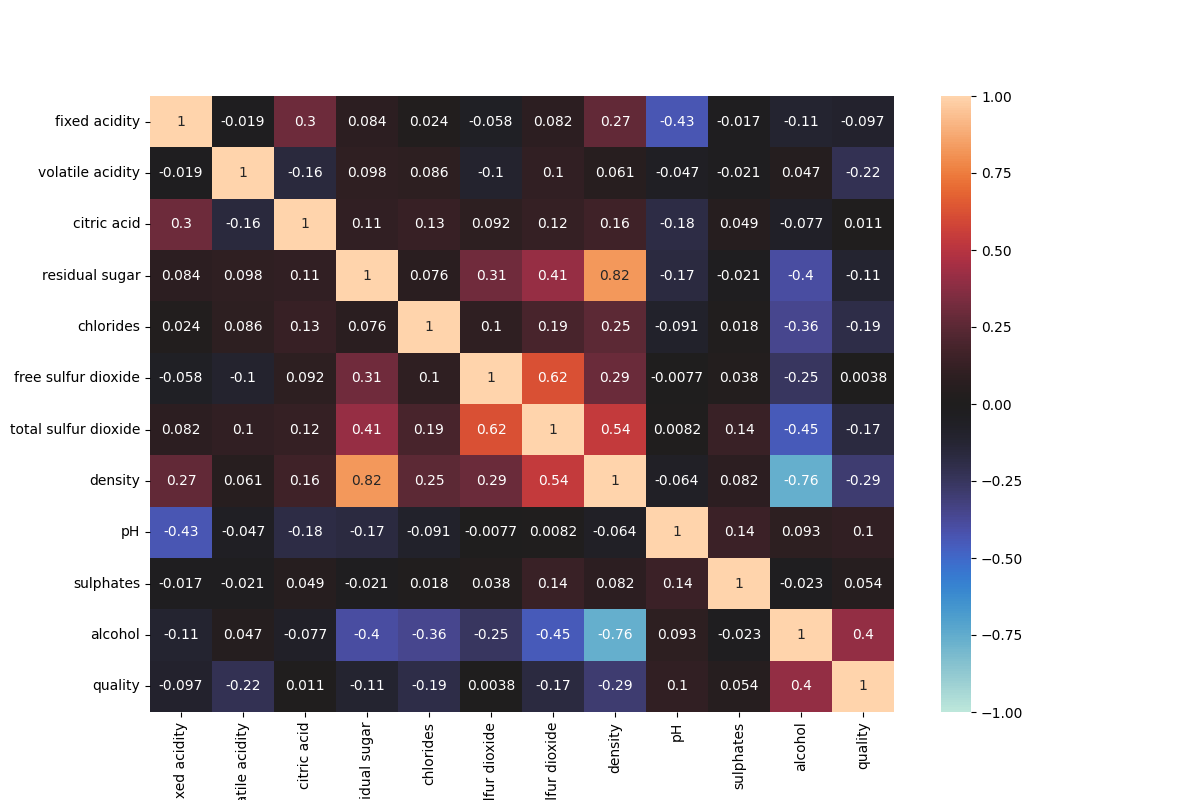 fixed acidity 1 -0.019 0.3 0.084 0.024 -0.058 0.082 0.27 -0.43 -0.017 -0.11 -0.097
volatile acidity -0.019 1 -0.16 0.098 0.086 -0.1 0.1 0.061 -0.047 -0.021 0.047 -0.22
citric acid 0.3 -0.16 1 0.11 0.13 0.092 0.12 0.16 -0.18 0.049 -0.077 0.011
residual sugar 0.084 0.098 0.11 1 0.076 0.31 0.41 0.82 -0.17 -0.021 -0.4 -0.11
chlorides 0.024 0.086 0.13 0.076 1 0.1 0.19 0.25 -0.091 0.018 -0.36 -0.19
free sulfur dioxide -0.058 -0.1 0.092 0.31 0.1 1 0.62 0.29 -0.0077 0.038 -0.25 0.0038
total sulfur dioxide 0.082 0.1 0.12 0.41 0.19 0.62 1 0.54 0.0082 0.14 -0.45 -0.17
density 0.27 0.061 0.16 0.82 0.25 0.29 0.54 1 -0.064 0.082 -0.76 -0.29
pH -0.43 -0.047 -0.18 -0.17 -0.091 -0.0077 0.0082 -0.064 1 0.14 0.093 0.1
sulphates -0.017 -0.021 0.049 -0.021 0.018 0.038 0.14 0.082 0.14 1 -0.023 0.054
alcohol -0.11 0.047 -0.077 -0.4 -0.36 -0.25 -0.45 -0.76 0.093 -0.023 1 0.4
quality -0.097 -0.22 0.011 -0.11 -0.19 0.0038 -0.17 -0.29 0.1 0.054 0.4 1
xed acidity
atile acidity
citric acid
idual sugar
chlorides
lfur dioxide
lfur dioxide
density
pH
sulphates
alcohol
quality
1.00
0.75
0.50
0.25
0.00
−0.25
−0.50
−0.75
−1.00